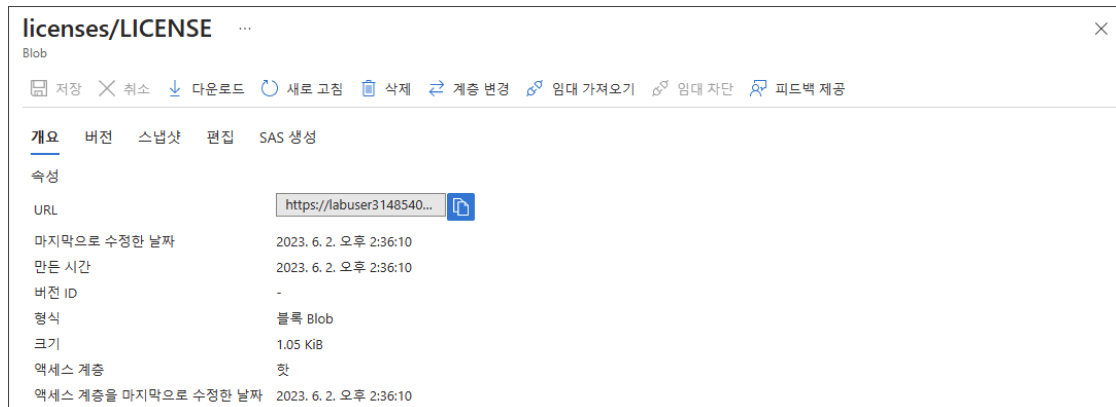 licenses/LICENSE ...
Blob
저장 취소 다운로드 새로 고침 삭제 계층 변경 임대 가져오기 임대 차단 피드백 제공
개요 버전 스냅샷 편집 SAS 생성
속성
URL https://labuser3148540...
마지막으로 수정한 날짜 2023. 6. 2. 오후 2:36:10
만든 시간 2023. 6. 2. 오후 2:36:10
버전 ID -
형식 블록 Blob
크기 1.05 KiB
액세스 계층 핫
액세스 계층을 마지막으로 수정한 날짜 2023. 6. 2. 오후 2:36:10